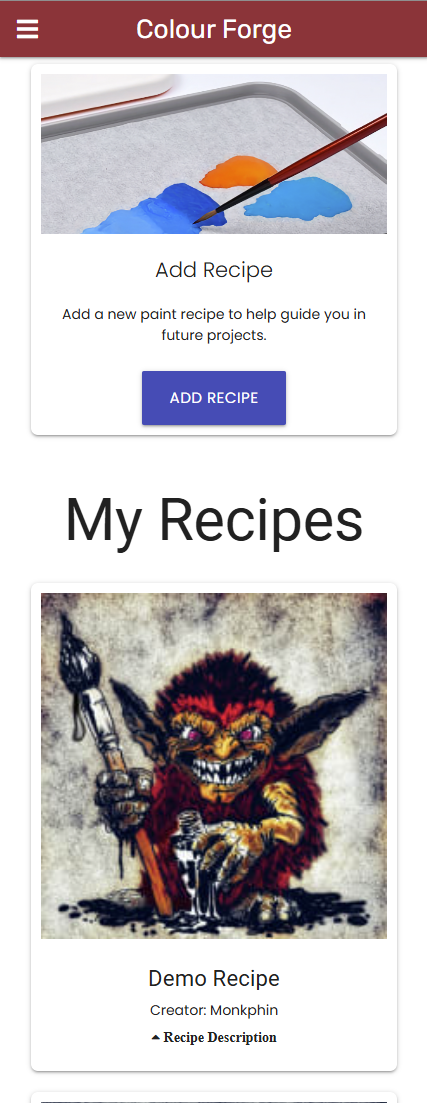 Colour Forge
Add Recipe
Add a new paint recipe to help guide you in
future projects.
ADD RECIPE
My Recipes
Demo Recipe
Creator: Monkphin
Recipe Description